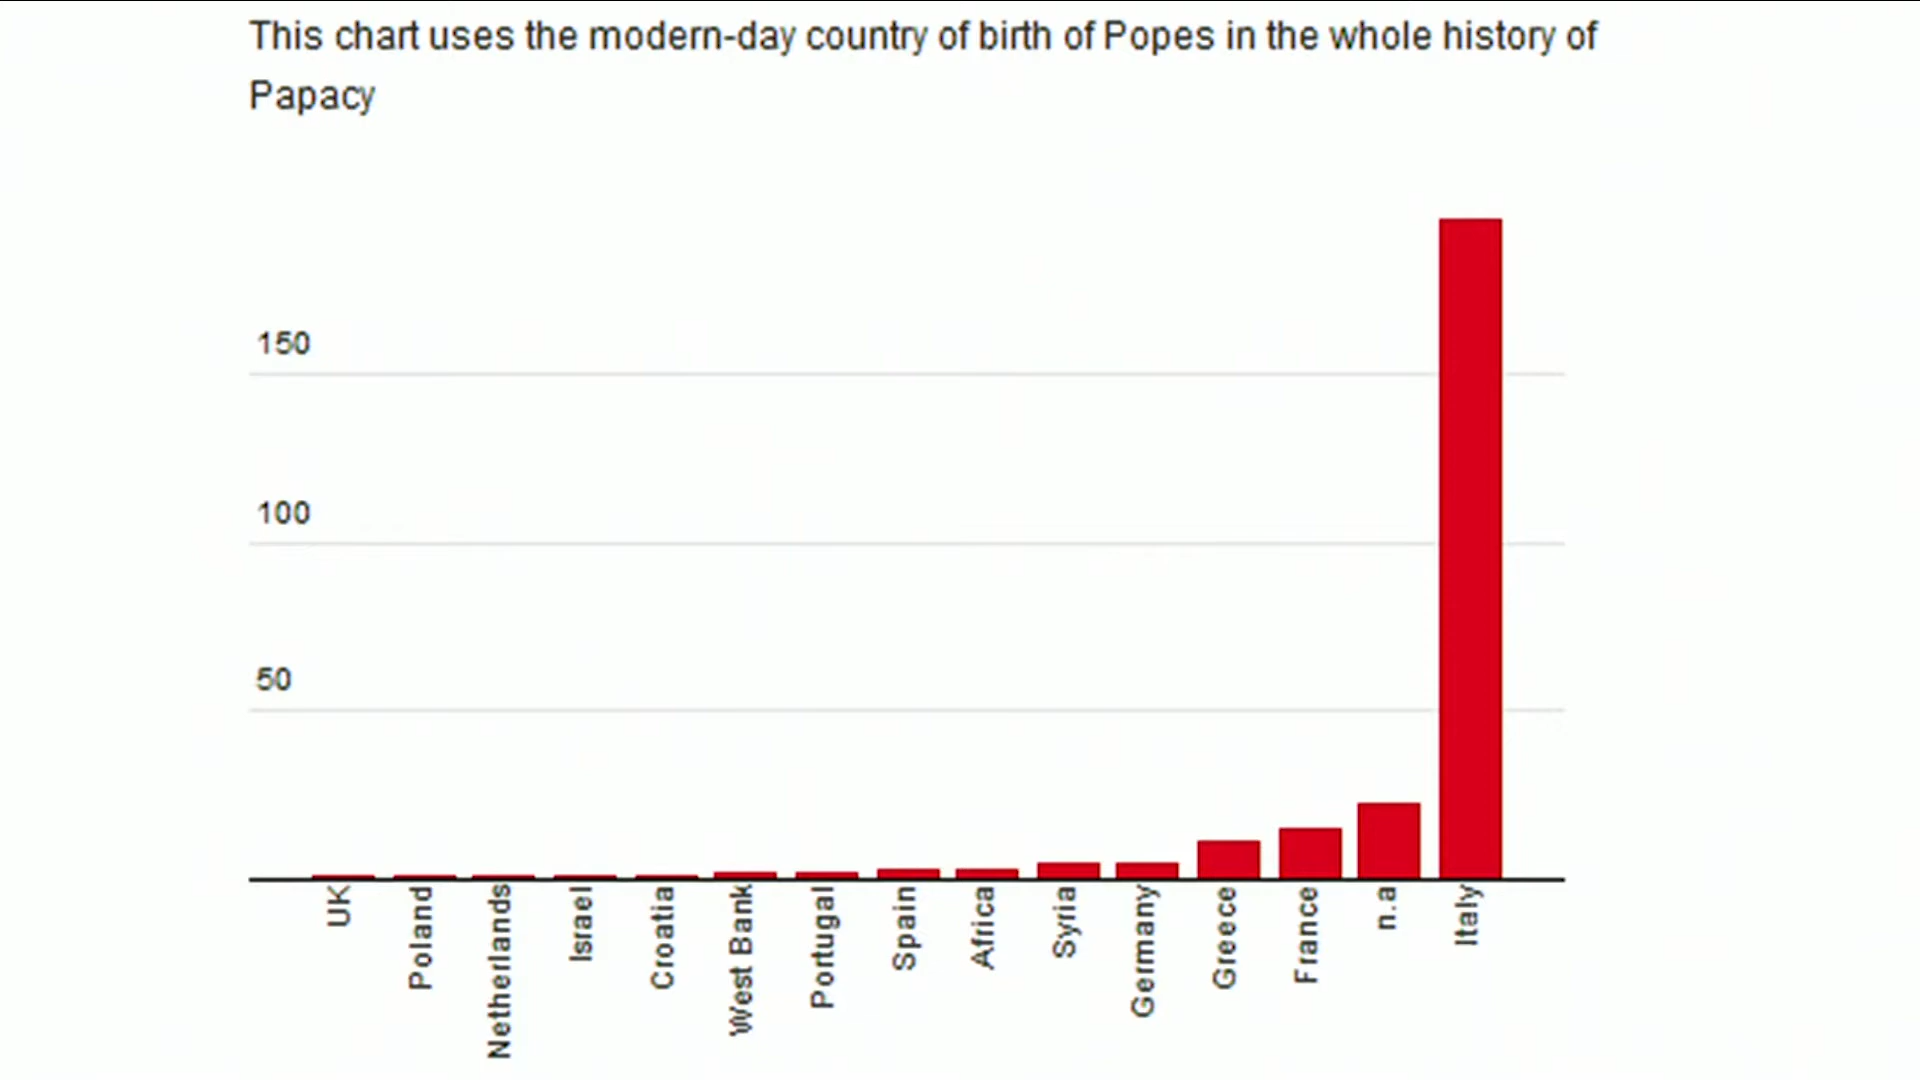 This chart uses the modern-day country of birth of Popes in the whole history of
Papacy
150
100
50
UK
Poland
Netherlands
Israel
Croatia
West Bank
Portugal
Spain
Africa
Syria
Germany
Greece
France
n.a
Italy